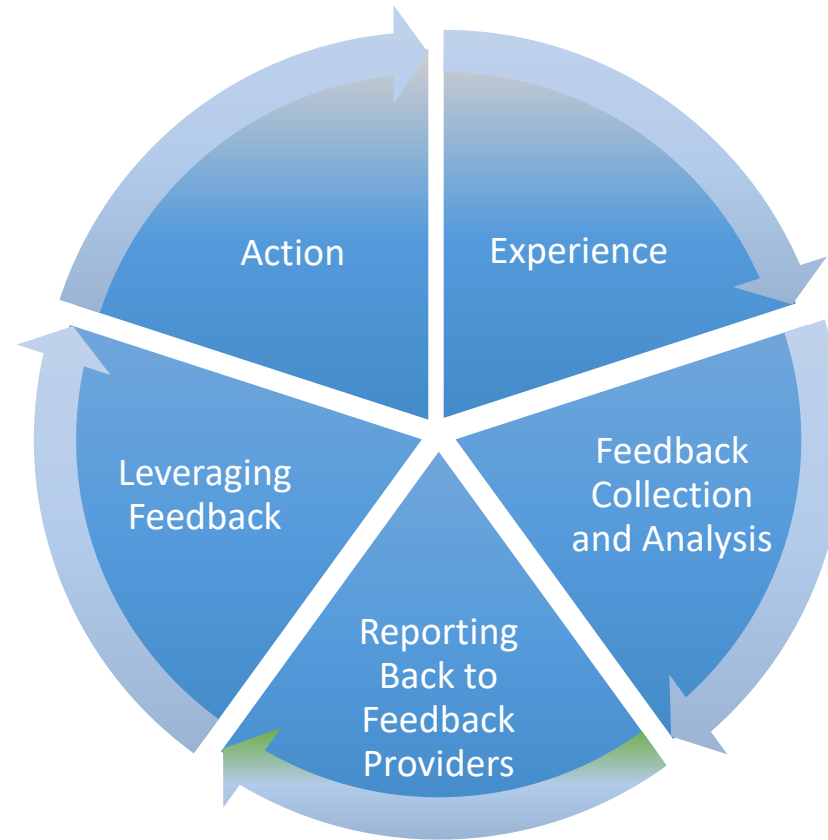 Action
Experience
Feedback
Collection
and Analysis
Reporting
Back to
Feedback
Providers
Leveraging
Feedback